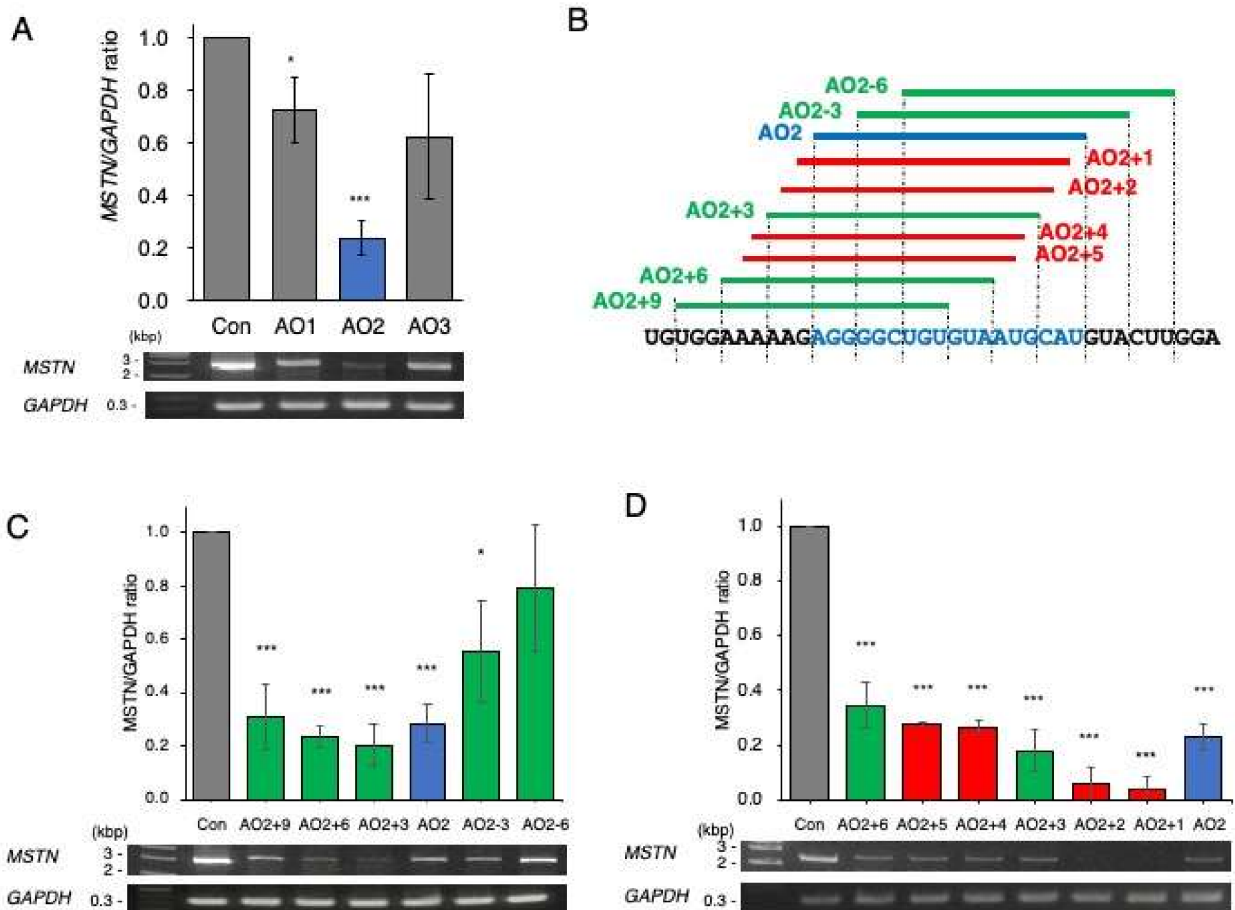 A
MSTN/GAPDH ratio
1.0
0.8
0.6
0.4
0.2
0.0
*
***
Con AO1 AO2 AO3
(kbp)
MSTN 3 -
2 -
GAPDH 0.3 -
B
AO2-6
AO2-3
AO2
AO2+1
AO2+2
AO2+3
AO2+4
AO2+5
AO2+6
AO2+9
UGUGGAAAAAGAGGGGCUGUGUAAUGCAUGUACUUGGA
C
MSTN/GAPDH ratio
1.0
0.8
0.6
0.4
0.2
0.0
*** *** *** *** *
Con AO2+9 AO2+6 AO2+3 AO2 AO2-3 AO2-6
(kbp)
MSTN 3 -
2 -
GAPDH 0.3 -
D
MSTN/GAPDH ratio
1.0
0.8
0.6
0.4
0.2
0.0
*** *** *** *** *** *** ***
Con AO2+6 AO2+5 AO2+4 AO2+3 AO2+2 AO2+1 AO2
(kbp)
MSTN 3 -
2 -
GAPDH 0.3 -